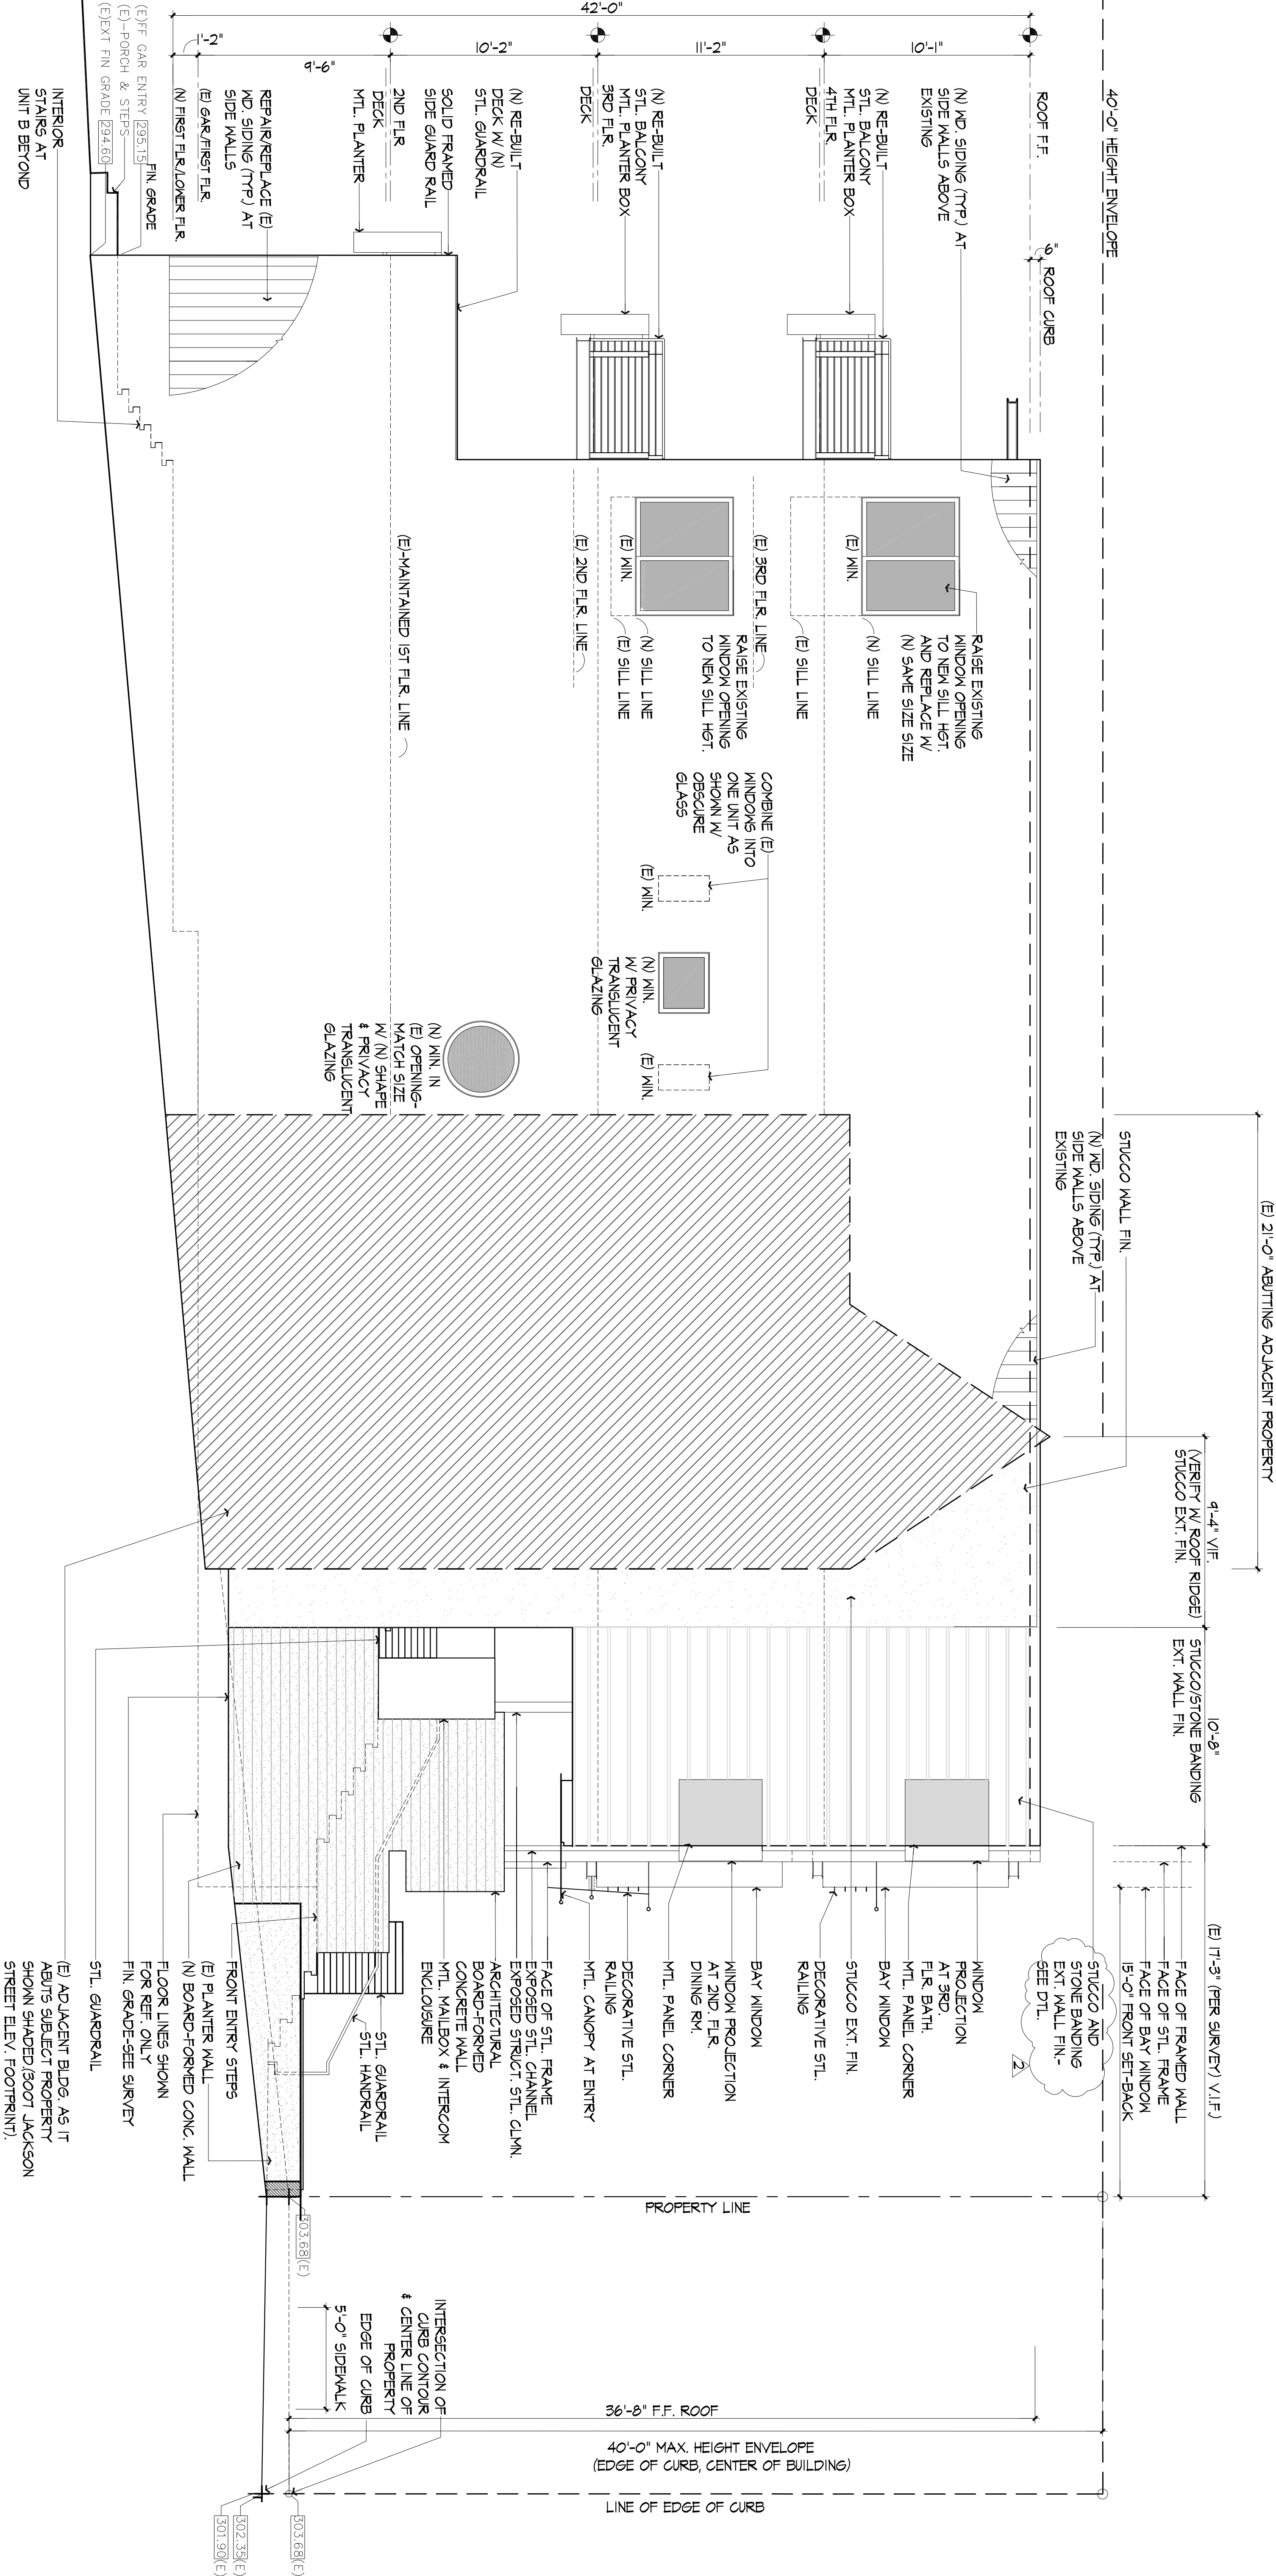 40'-0" HEIGHT ENVELOPE
ROOF F.F.
6"
ROOF CURB
42'-0"
1'-2"
9'-6"
10'-2"
11'-2"
10'-1"
(N) WD. SIDING (TYP.) AT
SIDE WALLS ABOVE
EXISTING
(N) RE-BUILT
STL. BALCONY
MTL. PLANTER BOX
4TH FLR.
DECK
(N) RE-BUILT
STL. BALCONY
MTL. PLANTER BOX
3RD FLR.
DECK
(N) RE-BUILT
DECK W (N)
STL. GUARDRAIL
SOLID FRAMED
SIDE GUARD RAIL
2ND FLR
DECK
MTL. PLANTER
REPAIR/REPLACE (E)
WD. SIDING (TYP.) AT
SIDE WALLS
(E) GAR/FIRST FLR.
(N) FIRST FLR./LOWER FLR.
FIN. GRADE
(E)FF GAR ENTRY 295.15
(E)-PORCH & STEPS
(E)EXT FIN GRADE 294.60
INTERIOR
STAIRS AT
UNIT B BEYOND
RAISE EXISTING
WINDOW OPENING
TO NEW SILL HGT.
AND REPLACE W/
(N) SAME SIZE SIZE
(E) WIN.
(N) SILL LINE
(E) SILL LINE
(E) 3RD FLR. LINE
RAISE EXISTING
WINDOW OPENING
TO NEW SILL HGT.
(E) WIN.
(N) SILL LINE
(E) SILL LINE
(E) 2ND FLR. LINE
(E)-MAINTAINED 1ST FLR. LINE
COMBINE (E)
WINDOWS INTO
ONE UNIT AS
SHOWN W/
OBSCURE
GLASS
(E) WIN.
(N) WIN.
W/ PRIVACY
TRANSLUCENT
GLAZING
(E) WIN.
(N) WIN. IN
(E) OPENING-
MATCH SIZE
W/ (N) SHAPE
& PRIVACY
TRANSLUCENT
GLAZING
(E) 21'-0" ABUTTING ADJACENT PROPERTY
STUCCO WALL FIN.
(N) WD. SIDING (TYP.) AT
SIDE WALLS ABOVE
EXISTING
9'-4" VIF.
(VERIFY W/ ROOF RIDGE)
STUCCO EXT. FIN.
10'-8"
STUCCO/STONE BANDING
EXT. WALL FIN.
(E) 17'-3" (PER SURVEY) V.I.F.)
FACE OF FRAMED WALL
FACE OF STL. FRAME
FACE OF BAY WINDOW
15'-0" FRONT SET-BACK
STUCCO AND
STONE BANDING
EXT. WALL FIN.-
SEE DTL.
2
WINDOW
PROJECTION
AT 3RD.
FLR. BATH.
MTL. PANEL CORNER
BAY WINDOW
STUCCO EXT. FIN.
DECORATIVE STL.
RAILING
BAY WINDOW
WINDOW PROJECTION
AT 2ND. FLR.
DINING RM.
MTL. PANEL CORNER
DECORATIVE STL.
RAILING
MTL. CANOPY AT ENTRY
FACE OF STL. FRAME
EXPOSED STL. CHANNEL
EXPOSED STRUCT. STL. CLMN.
ARCHITECTURAL
BOARD-FORMED
CONCRETE WALL
MTL. MAILBOX & INTERCOM
ENCLOSURE
STL. GUARDRAIL
STL. HANDRAIL
FRONT ENTRY STEPS
(E) PLANTER WALL
(N) BOARD-FORMED CONC. WALL
FLOOR LINES SHOWN
FOR REF. ONLY
FIN. GRADE-SEE SURVEY
STL. GUARDRAIL
(E) ADJACENT BLDG. AS IT
ABUTS SUBJECT PROPERTY
SHOWN SHADED.(3007 JACKSON
STREET ELEV. FOOTPRINT).
PROPERTY LINE
303.68(E)
INTERSECTION OF
CURB CONTOUR
& CENTER LINE OF
PROPERTY
EDGE OF CURB
5'-0" SIDEWALK
36'-8" F.F. ROOF
40'-0" MAX. HEIGHT ENVELOPE
(EDGE OF CURB, CENTER OF BUILDING)
LINE OF EDGE OF CURB
303.68(E)
302.35(E)
301.90(E)